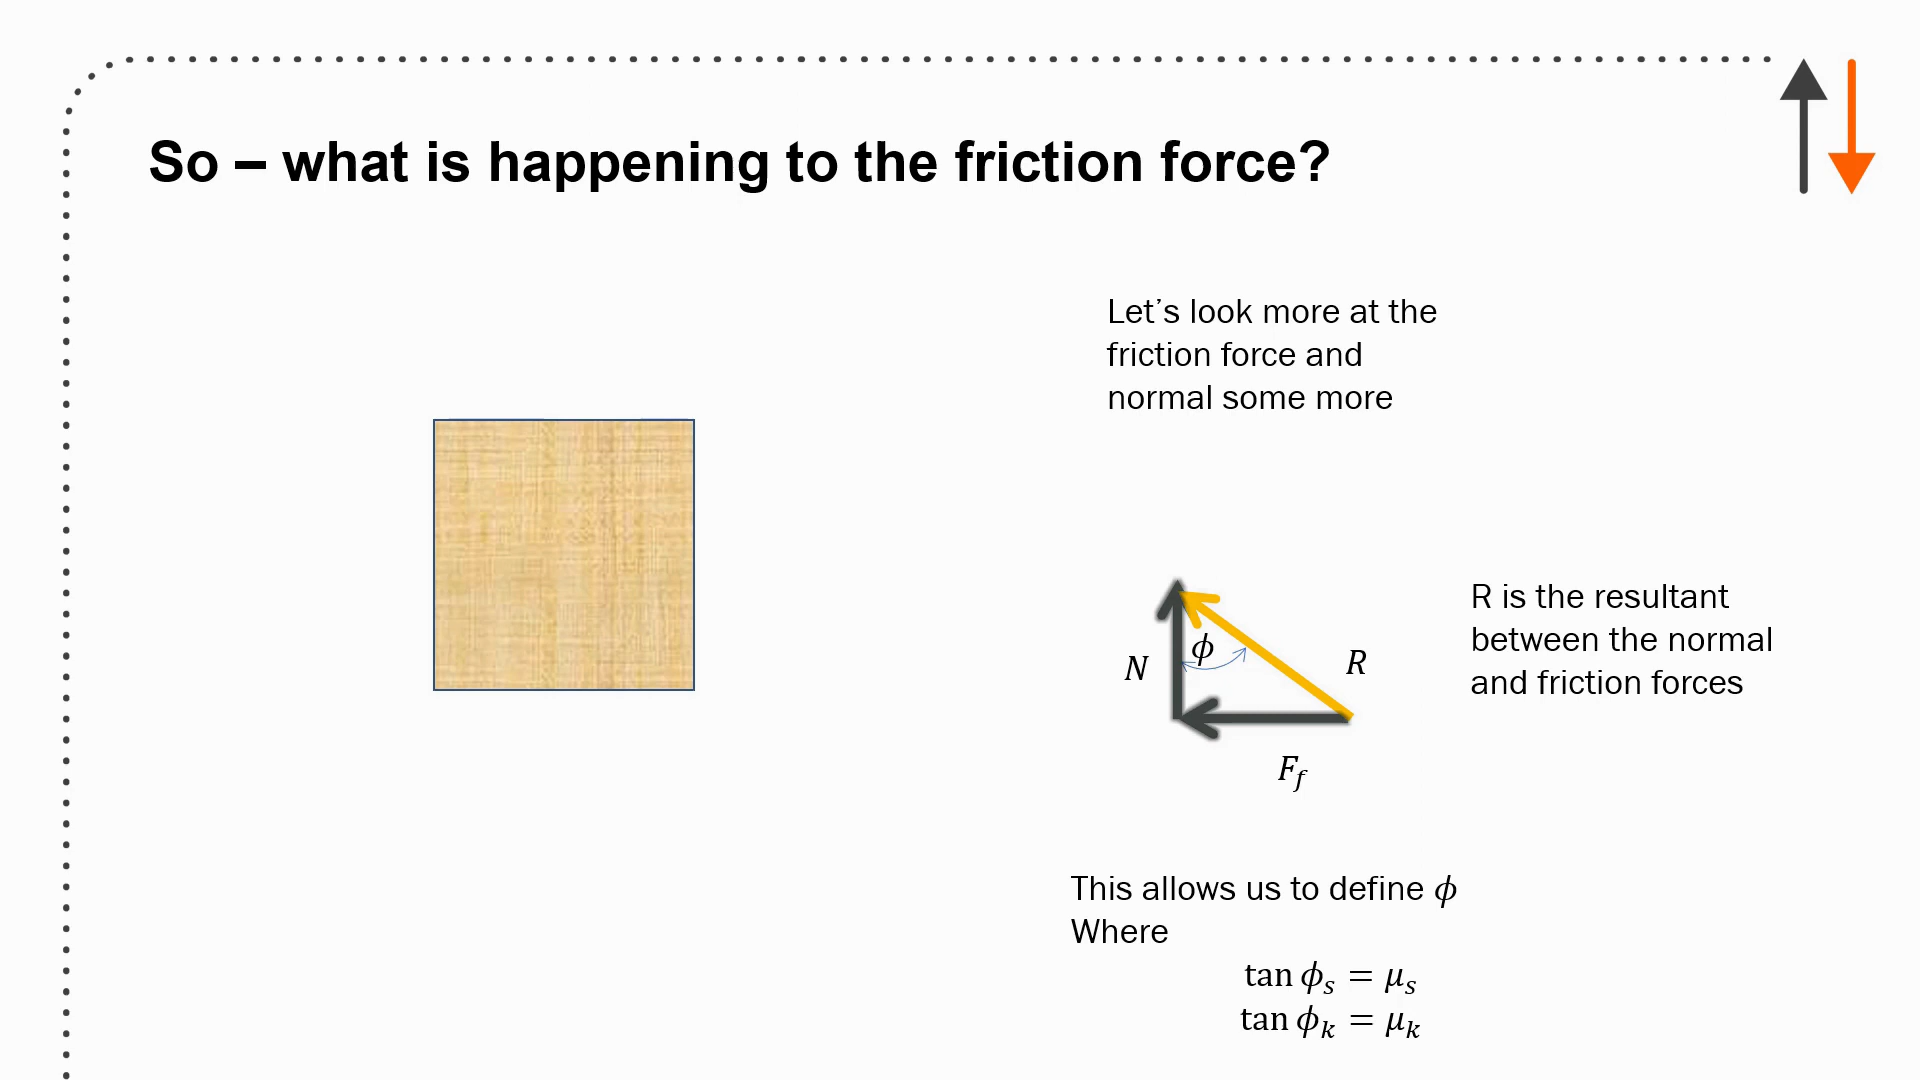 So – what is happening to the friction force?
Let's look more at the
friction force and
normal some more
N
ϕ
R
F_f
R is the resultant
between the normal
and friction forces
This allows us to define ϕ
Where
tan ϕ_s = μ_s
tan ϕ_k = μ_k